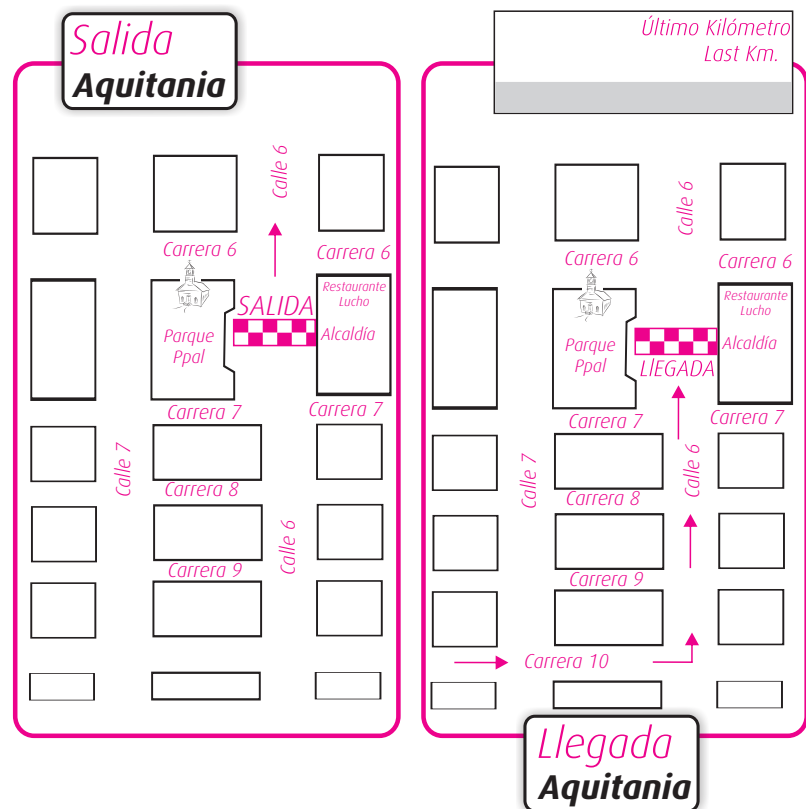 Salida
Aquitania
Calle 6
Carrera 6
Carrera 6
SALIDA
Restaurante
Lucho
Parque
Ppal
Alcaldía
Carrera 7
Carrera 7
Calle 7
Carrera 8
Calle 6
Carrera 9
Último Kilómetro
Last Km.
Calle 6
Carrera 6
Carrera 6
Restaurante
Lucho
Parque
Ppal
Alcaldía
LlEGADA
Carrera 7
Carrera 7
Calle 7
Calle 6
Carrera 8
Carrera 9
Carrera 10
Llegada
Aquitania